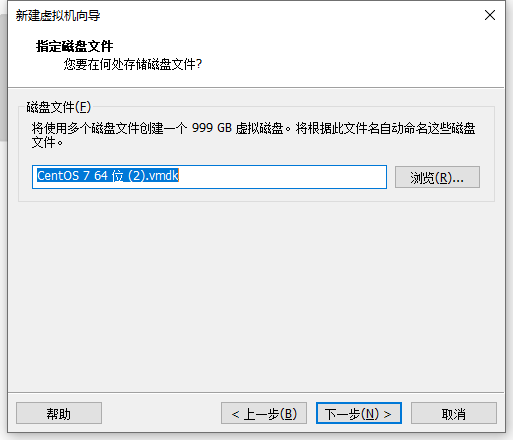 新建虚拟机向导
指定磁盘文件
您要在何处存储磁盘文件?
磁盘文件(F)
将使用多个磁盘文件创建一个 999 GB 虚拟磁盘。将根据此文件名自动命名这些磁盘
文件。
CentOS 7 64 位 (2).vmdk
浏览(R)...
帮助
< 上一步(B)
下一步(N) >
取消